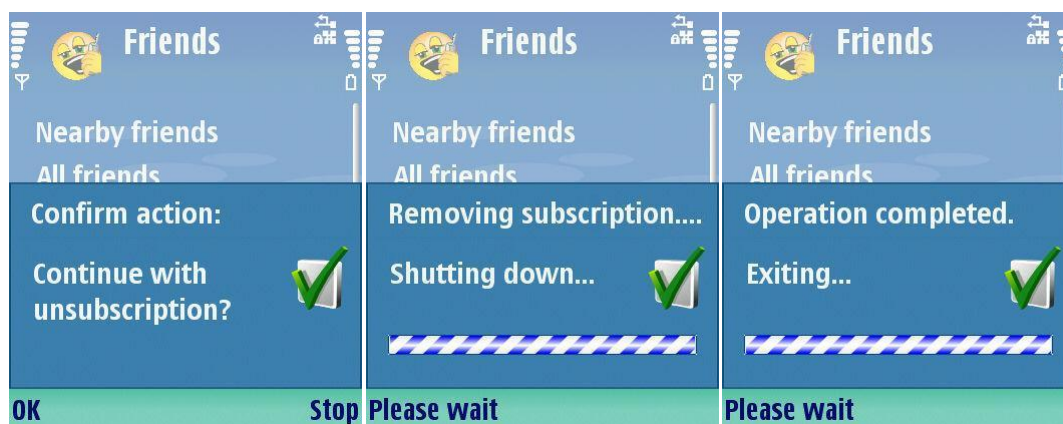 Friends
Nearby friends
All friends
Confirm action:
Continue with
unsubscription?
OK Stop
Friends
Nearby friends
All friends
Removing subscription....
Shutting down...
Please wait
Friends
Nearby friends
All friends
Operation completed.
Exiting...
Please wait